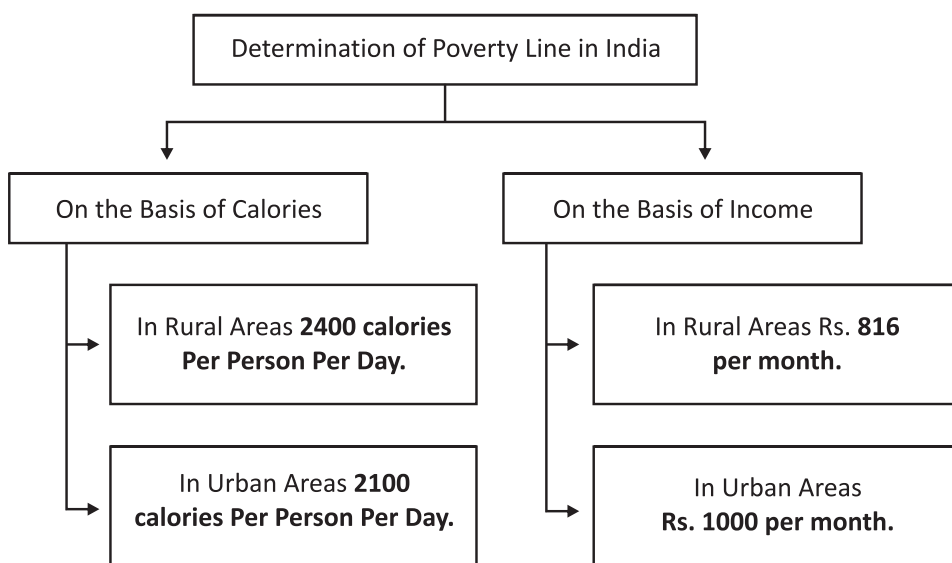 Determination of Poverty Line in India
On the Basis of Calories
In Rural Areas 2400 calories
Per Person Per Day.
In Urban Areas 2100
calories Per Person Per Day.
On the Basis of Income
In Rural Areas Rs. 816
per month.
In Urban Areas
Rs. 1000 per month.